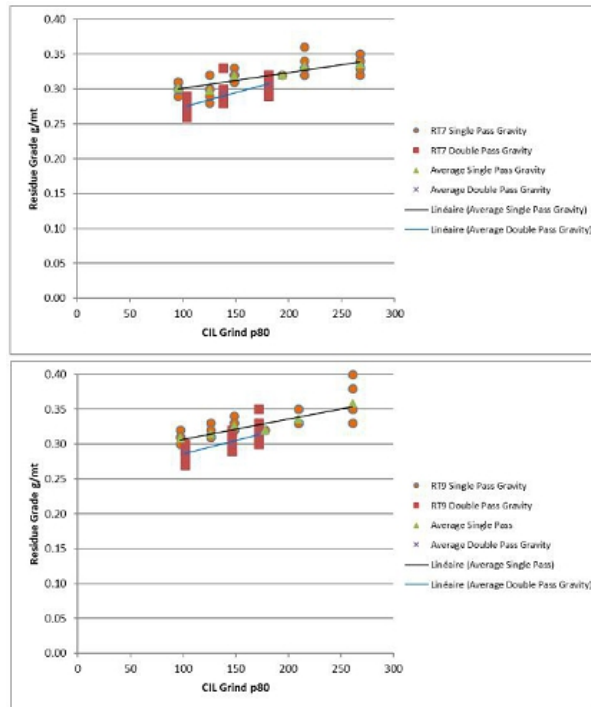 0.40
0.35
0.30
0.25
0.20
0.15
0.10
0.05
0.00
Residue Grade g/mt
0
50
100
150
200
250
300
CIL Grind p80
RT7 Single Pass Gravity
RT7 Double Pass Gravity
Average Single Pass Gravity
Average Double Pass Gravity
Linéaire (Average Single Pass Gravity)
Linéaire (Average Double Pass Gravity)
0.40
0.35
0.30
0.25
0.20
0.15
0.10
0.05
0.00
Residue Grade g/mt
0
50
100
150
200
250
300
CIL Grind p80
RT9 Single Pass Gravity
RT9 Double Pass Gravity
Average Single Pass
Average Double Pass Gravity
Linéaire (Average Single Pass)
Linéaire (Average Double Pass Gravity)